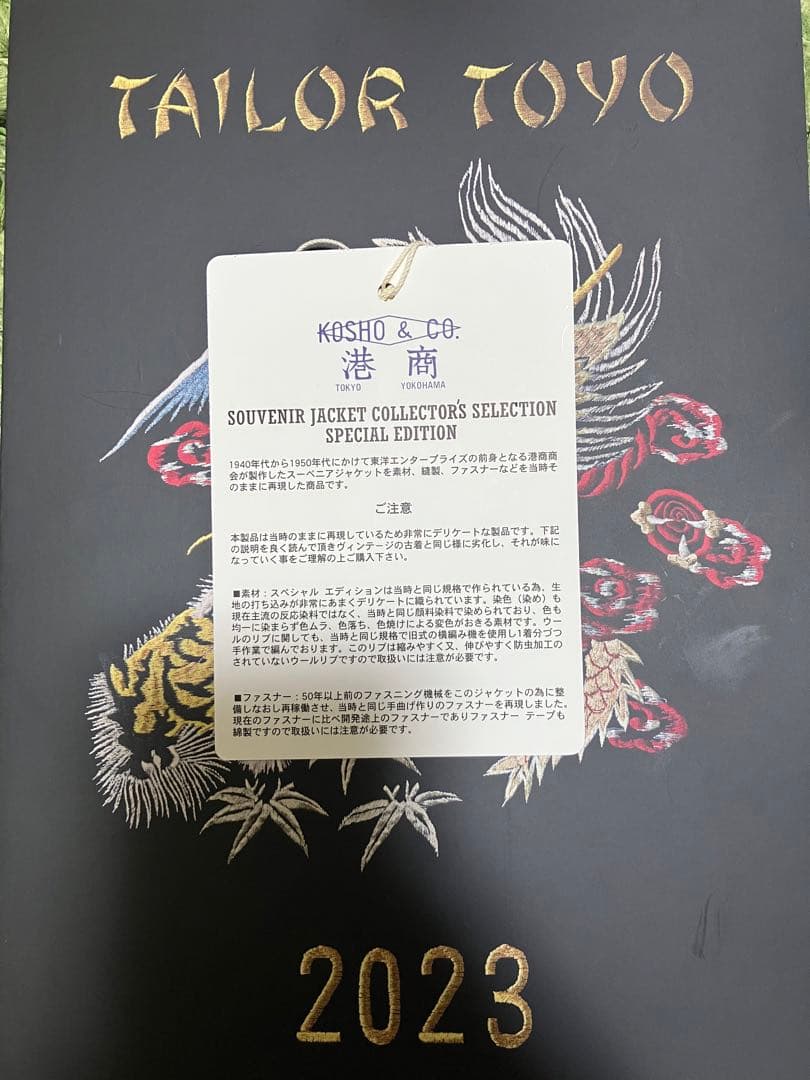 TAILOR TOYO
KOSHO & CO.
港商
TOKYO YOKOHAMA
SOUVENIR JACKET COLLECTOR'S SELECTION
SPECIAL EDITION
1940年代から1950年代にかけて東洋エンタープライズの前身となる港商商
会が製作したスーベニアジャケットを素材、縫製、ファスナーなどを当時そ
のままに再現した商品です。
ご注意
本製品は当時のままに再現しているため非常にデリケートな製品です。下記
の説明を良く読んで頂きヴィンテージの古着と同じ様に劣化し、それが味に
なっていく事をご理解の上ご購入下さい。
■素材：スペシャル エディションは当時と同じ規格で作られている為、生
地の打ち込みが非常にあまくデリケートに織られています。染色（染め）も
現在主流の反応染料ではなく、当時と同じ顔料染料で染められており、色も
均一に染まらず色ムラ、色落ち、色焼けによる変色がおきる素材です。ウー
ルのリブに関しても、当時と同じ規格で旧式の横編み機を使用し1着分づつ
手作業で編んでおります。このリブは縮みやすく又、伸びやすく防虫加工の
されていないウールリブですので取扱いには注意が必要です。
■ファスナー：50年以上前のファスニング機械をこのジャケットの為に整
備しなおし再稼働させ、当時と同じ手曲げ作りのファスナーを再現しました。
現在のファスナーに比べ開発途上のファスナーでありファスナー テープも
綿製ですので取扱いには注意が必要です。
2023